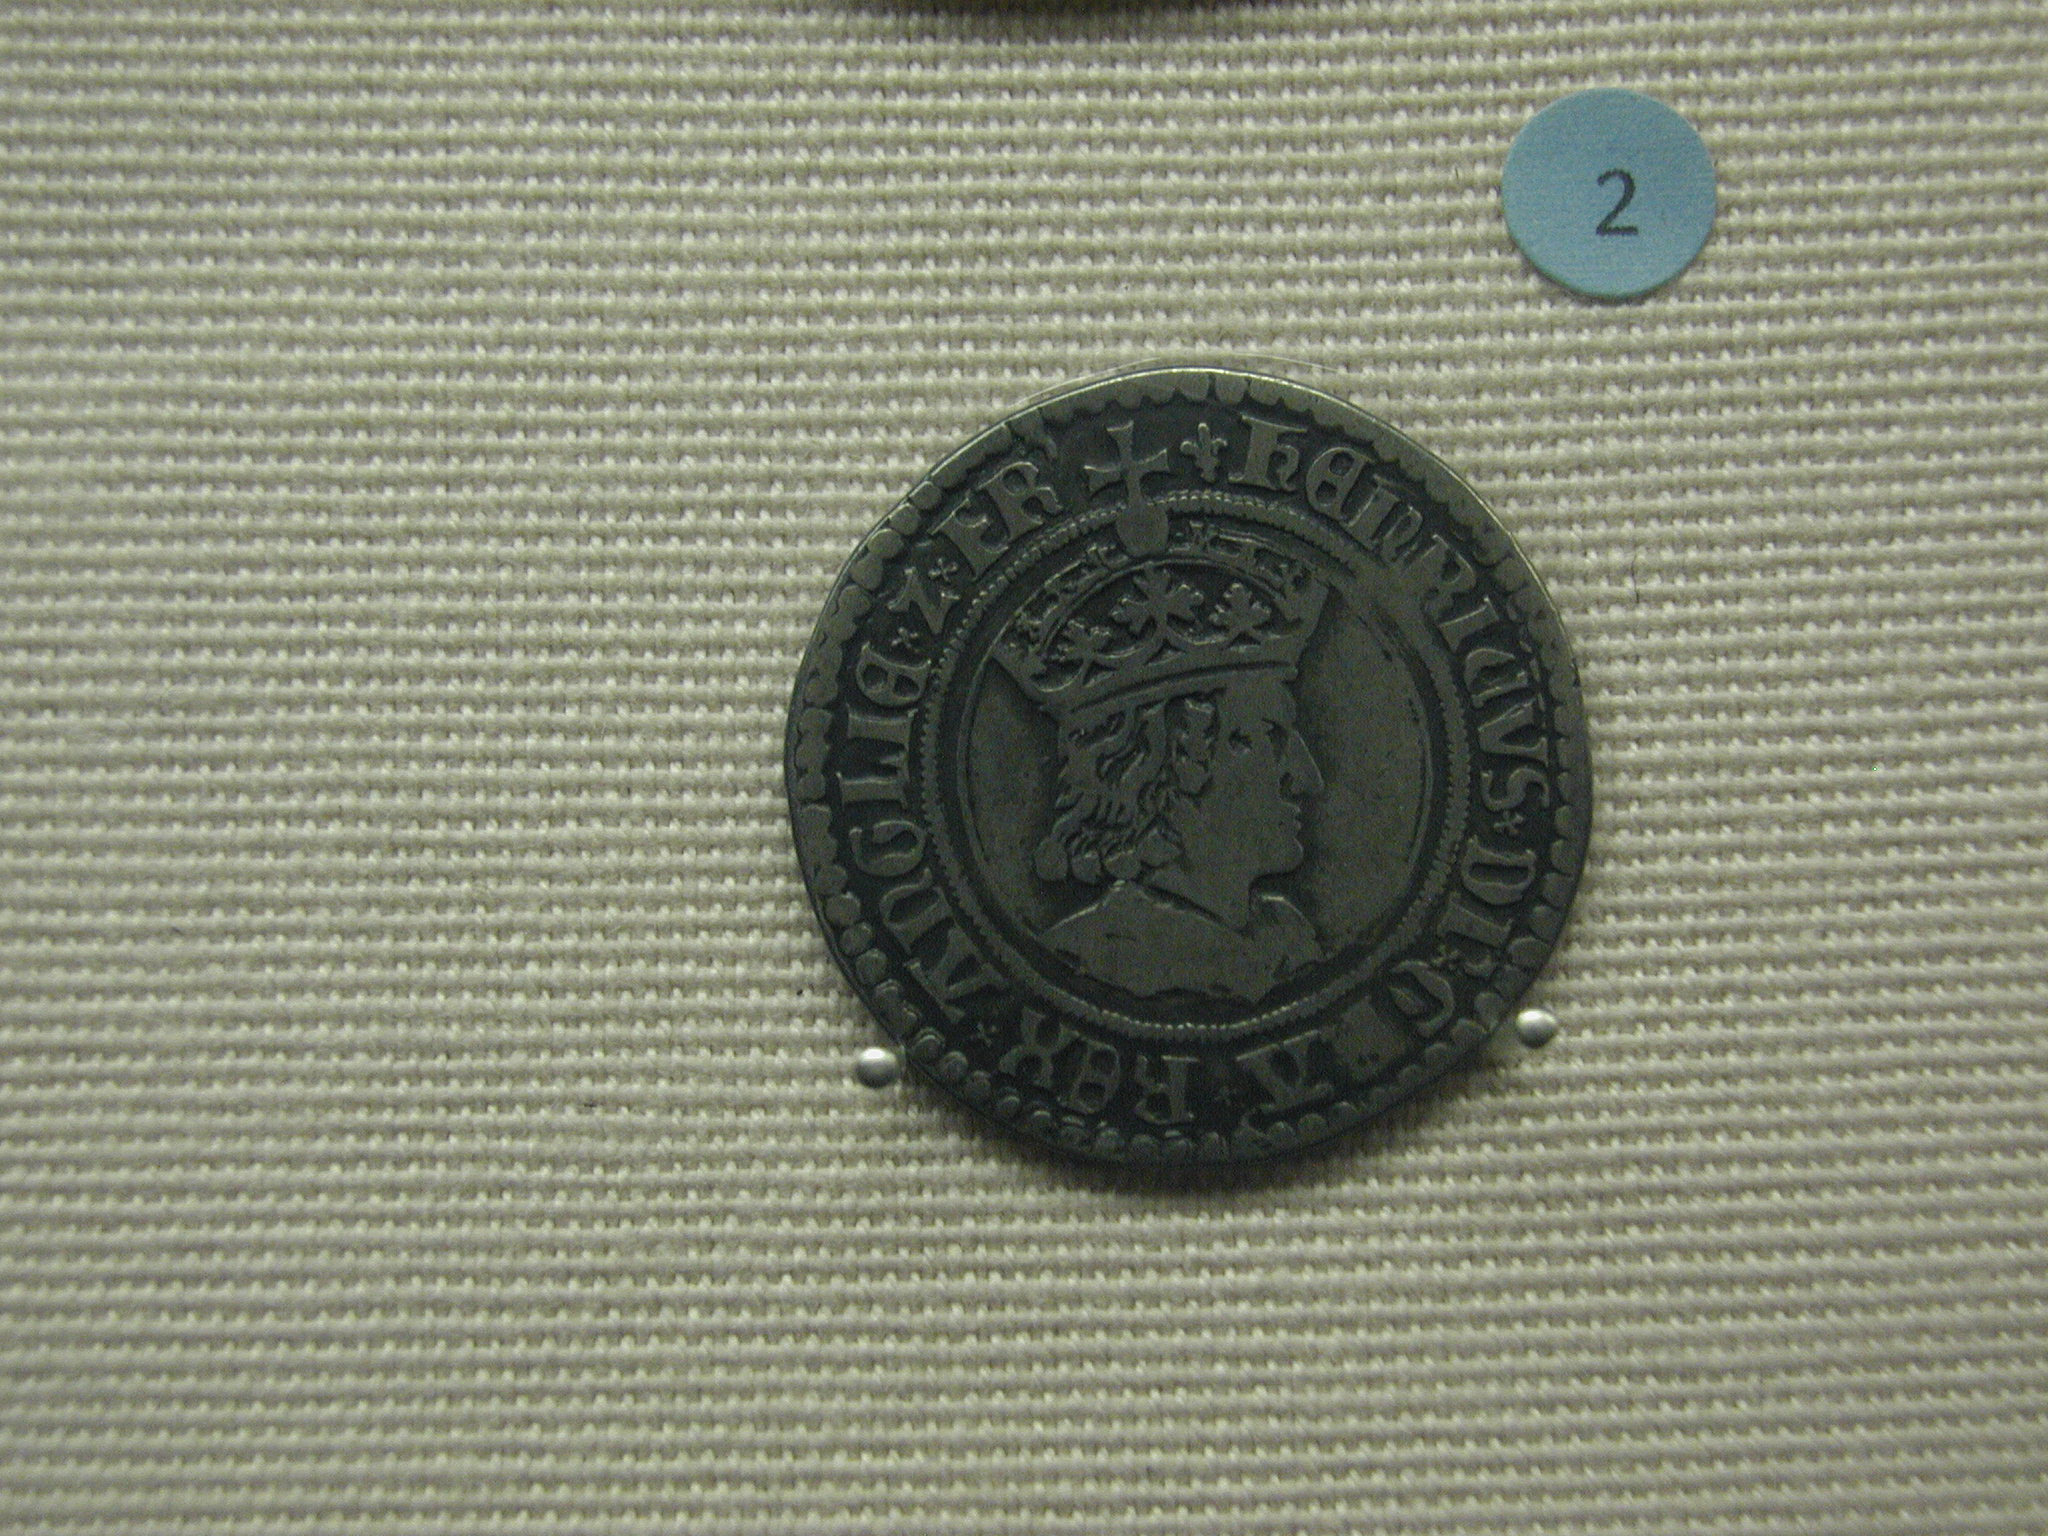 2
HENRICVS DI GRA REX ANGLIE Z FR